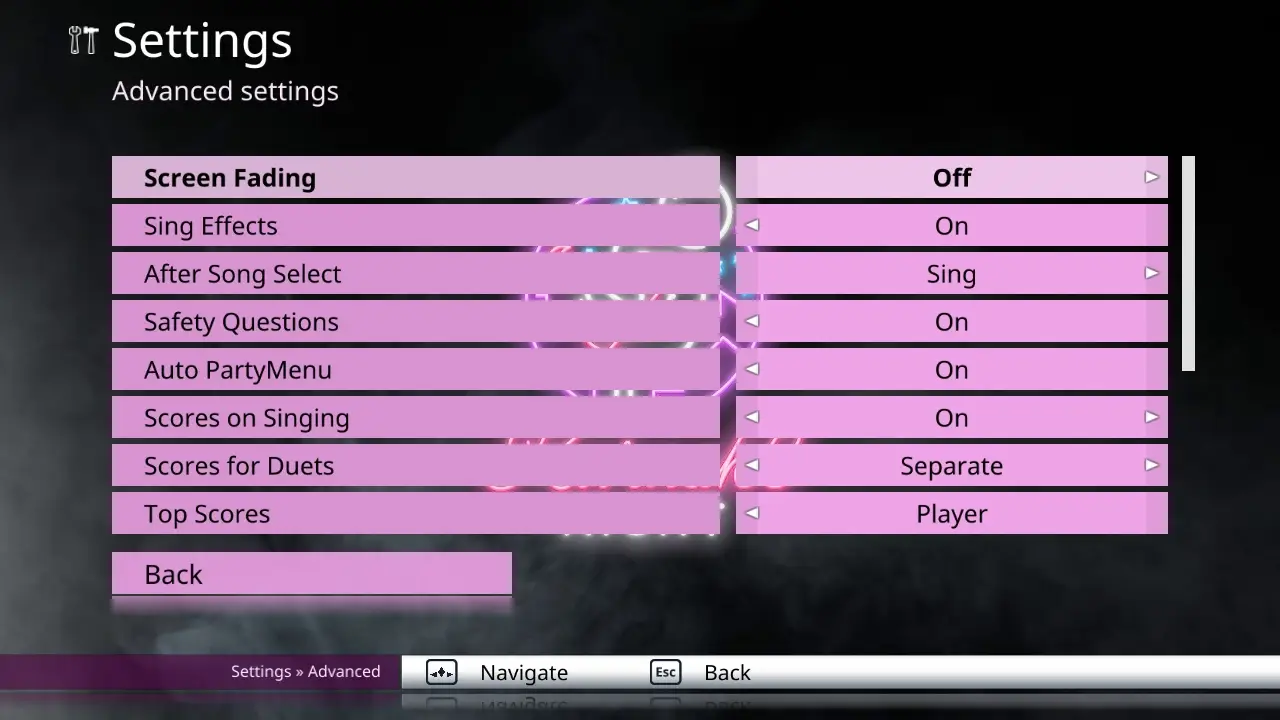 Settings
Advanced settings
Screen Fading Off
Sing Effects On
After Song Select Sing
Safety Questions On
Auto PartyMenu On
Scores on Singing On
Scores for Duets Separate
Top Scores Player
Back
Settings » Advanced Navigate Esc Back